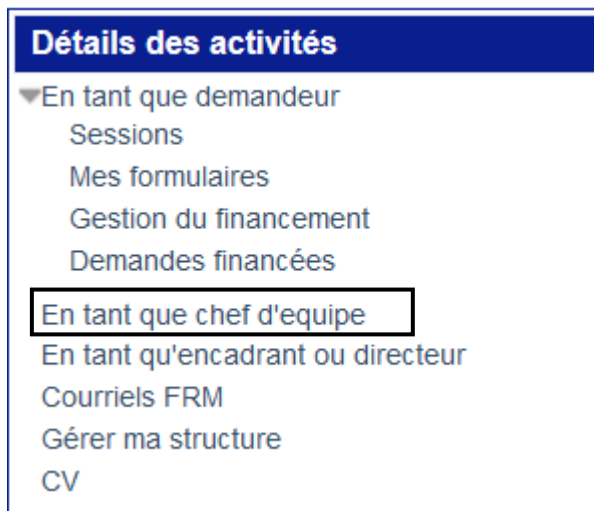 Détails des activités
En tant que demandeur
Sessions
Mes formulaires
Gestion du financement
Demandes financées
En tant que chef d'equipe
En tant qu'encadrant ou directeur
Courriels FRM
Gérer ma structure
CV